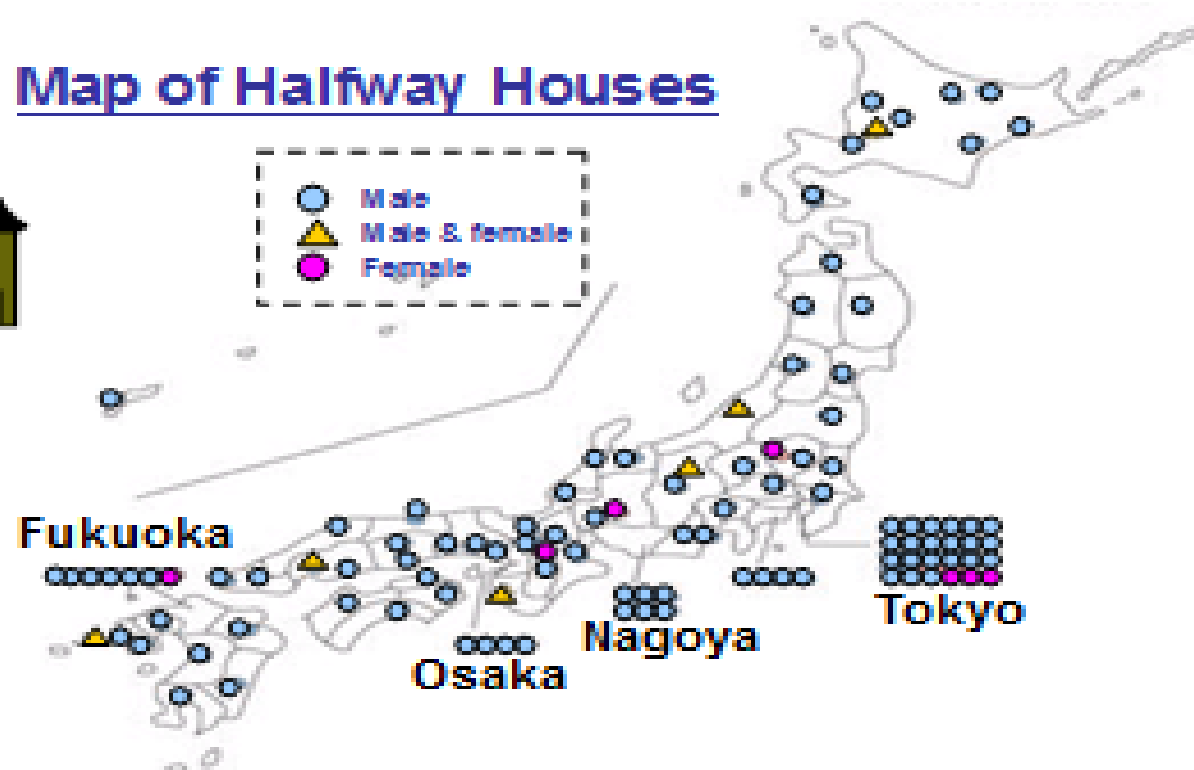 Map of Halfway Houses
Male
Male & female
Female
Fukuoka
Tokyo
Nagoya
Osaka